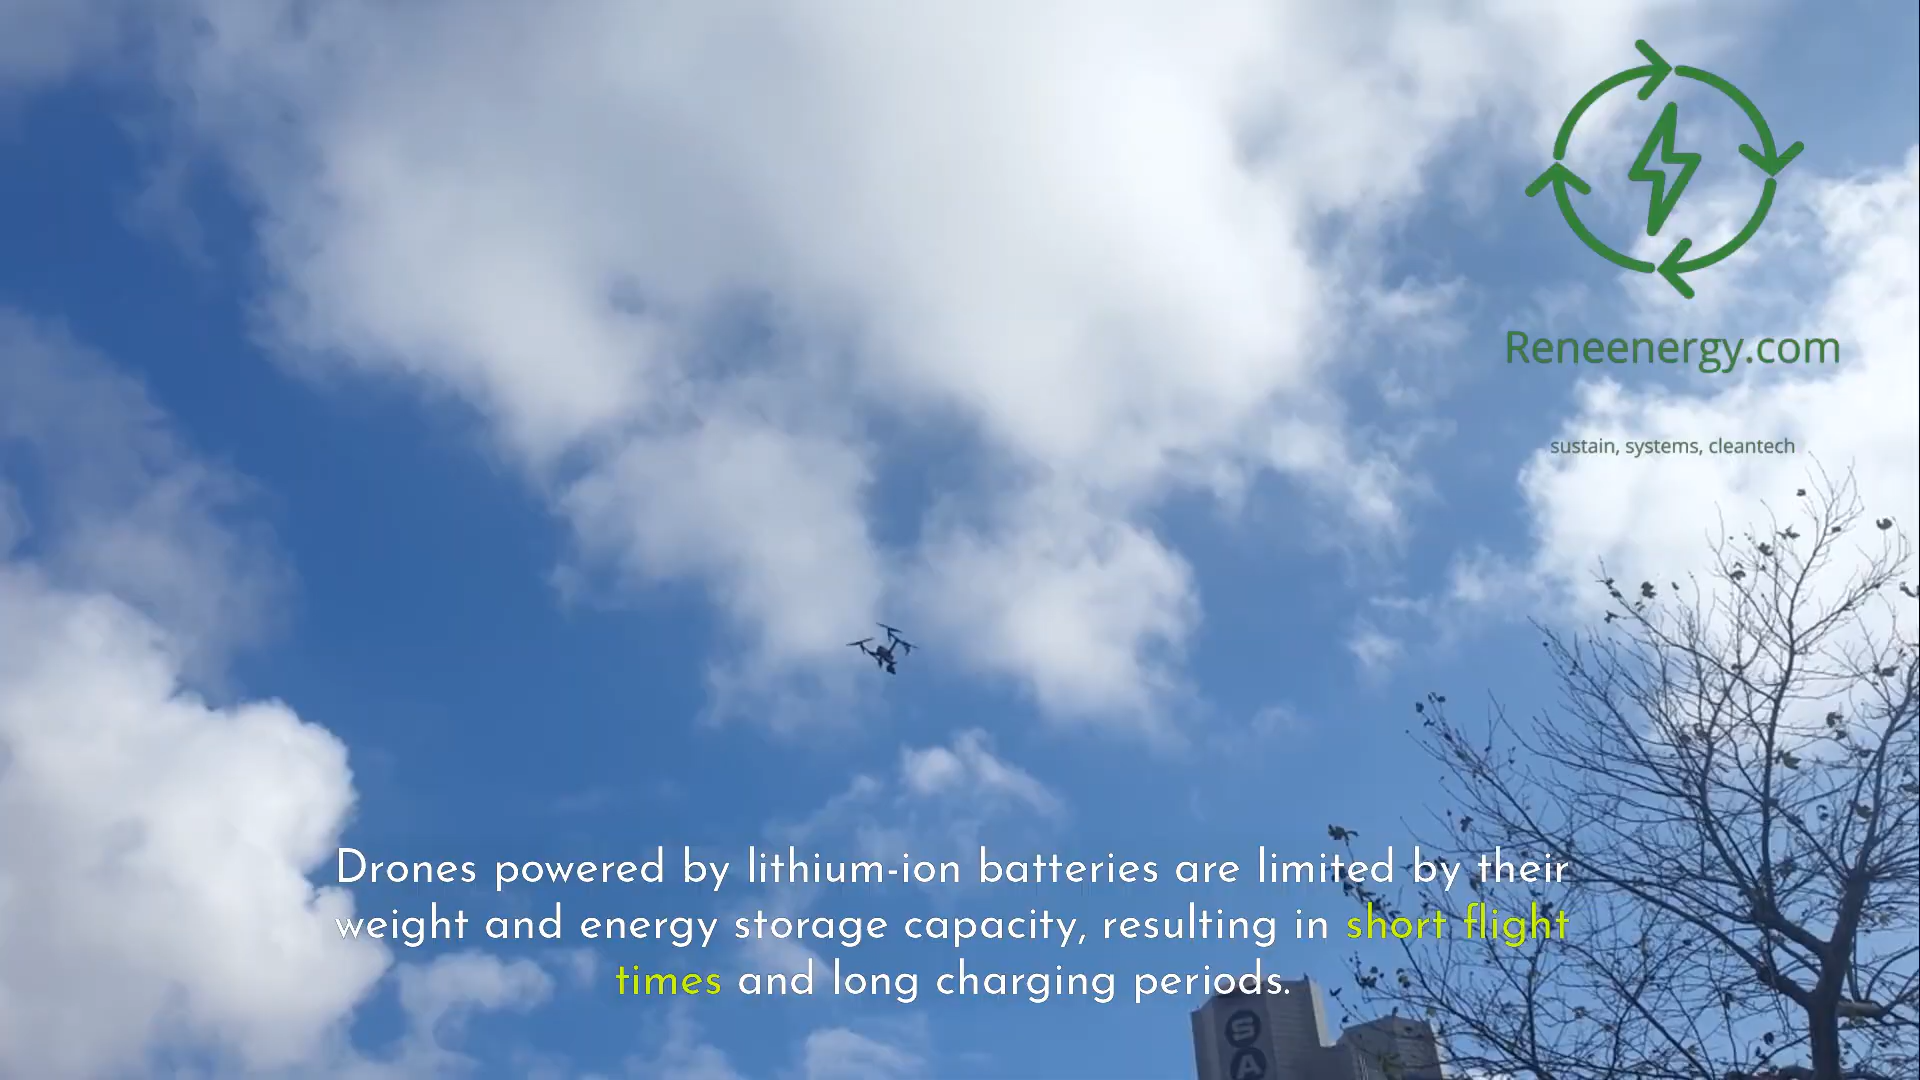 Reneenergy.com
sustain, systems, cleantech
Drones powered by lithium-ion batteries are limited by their
weight and energy storage capacity, resulting in short flight
times and long charging periods.
S
A